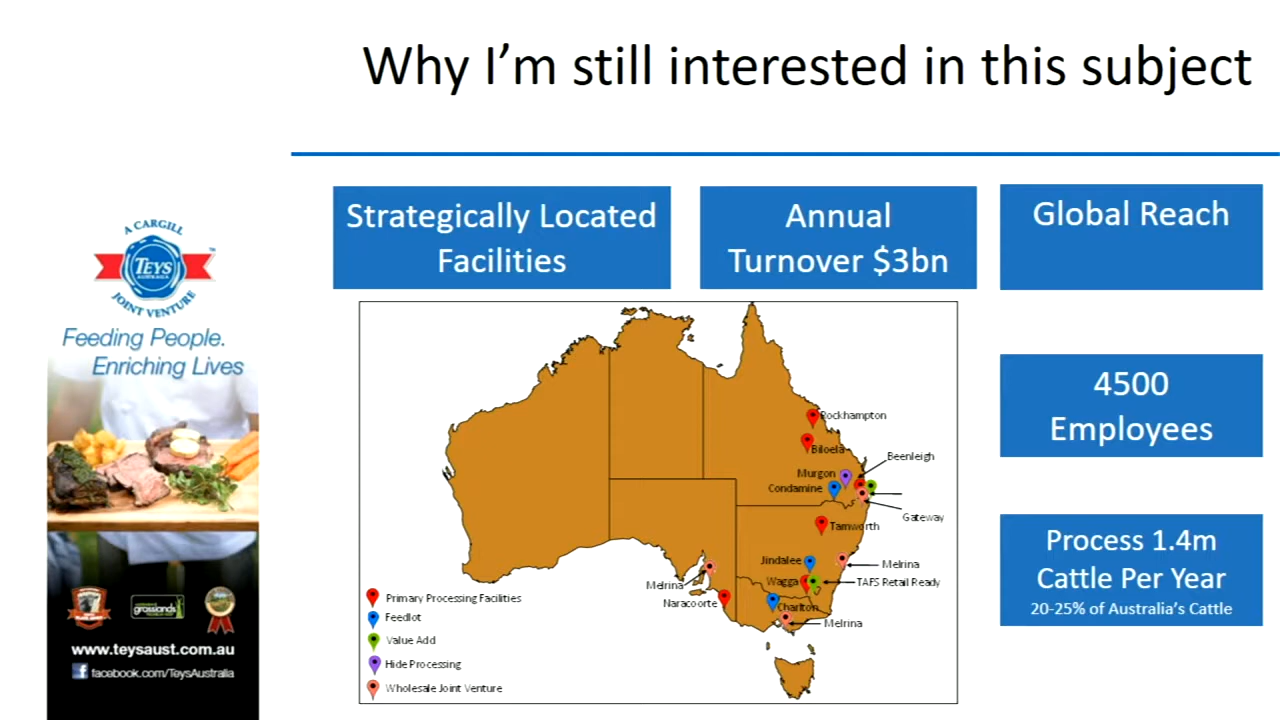 Why I'm still interested in this subject
Strategically Located
Facilities
Annual
Turnover $3bn
Global Reach
4500
Employees
Process 1.4m
Cattle Per Year
20-25% of Australia's Cattle
A CARGILL
TEYS
AUSTRALIA
JOINT VENTURE
Feeding People.
Enriching Lives
grasslands
www.teysaust.com.au
facebook.com/TeysAustralia
Rockhampton
Biloela
Beenleigh
Murgon
Condamine
Gateway
Tamworth
Jindalee
Melrina
Wagga
TAFS Retail Ready
Melrina
Naracoorte
Charlton
Melrina
Primary Processing Facilities
Feedlot
Value Add
Hide Processing
Wholesale Joint Venture